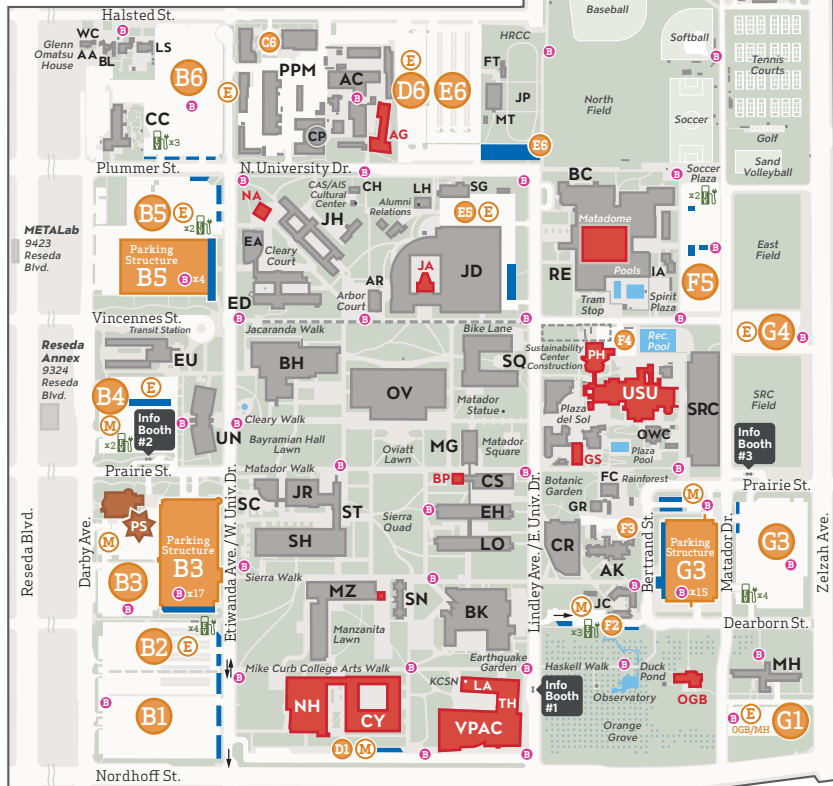 Halsted St.
Baseball
Softball
WC
LS
Glenn
Omatsu
House
AA
BL
B6
C6
PPM
AC
E
D6
E6
HRCC
FT
JP
MT
North
Field
Tennis
Courts
Soccer
Golf
Sand
Volleyball
CC
E
B
B
x3
CP
AG
B
E6
B
B
Plummer St.
N. University Dr.
BC
Soccer
Plaza
METALab
9423
Reseda
Blvd.
B5
E
x2
Parking
Structure
B5
B x4
NA
CAS/AIS
Cultural
Center
CH
LH
SG
Alumni
Relations
E5
E
JH
EA
Cleary
Court
JA
JD
AR
Arbor
Court
ED
Matadome
RE
Pools
IA
Tram
Stop
Spirit
Plaza
x2
B
F5
East
Field
Vincennes St.
Transit Station
Jacaranda Walk
Bike Lane
Reseda
Annex
9324
Reseda
Blvd.
EU
B4
E
M
x2
Info
Booth
#2
UN
BH
OV
SQ
Matador
Statue
Cleary Walk
Bayramian Hall
Lawn
Oviatt
Lawn
MG
Matador
Square
Sustainability
Center
Construction
F4
Rec.
Pool
PH
USU
SRC
E
G4
SRC
Field
Plaza
del Sol
OWC
Plaza
Pool
GS
Info
Booth
#3
Prairie St.
Matador Walk
Prairie St.
BP
CS
Botanic
Garden
FC
Rainforest
GR
M
PS
M
Parking
Structure
B3
B x17
B3
SC
JR
ST
SH
Sierra
Quad
EH
LO
CR
F3
AK
Parking
Structure
G3
B x15
G3
x4
Reseda Blvd.
Darby Ave.
Etiwanda Ave. / W. Univ. Dr.
Lindley Ave. / E. Univ. Dr.
Bertrand St.
Matador Dr.
Zelzah Ave.
Sierra Walk
MZ
SN
BK
JC
M
x3
F2
Dearborn St.
x4
B2
E
Manzanita
Lawn
Mike Curb College Arts Walk
Earthquake
Garden
Haskell Walk
Duck
Pond
MH
B1
NH
CY
KCSN
LA
TH
VPAC
Info
Booth
#1
Observatory
OGB
Orange
Grove
E
OGB/MH
G1
D1
M
Nordhoff St.